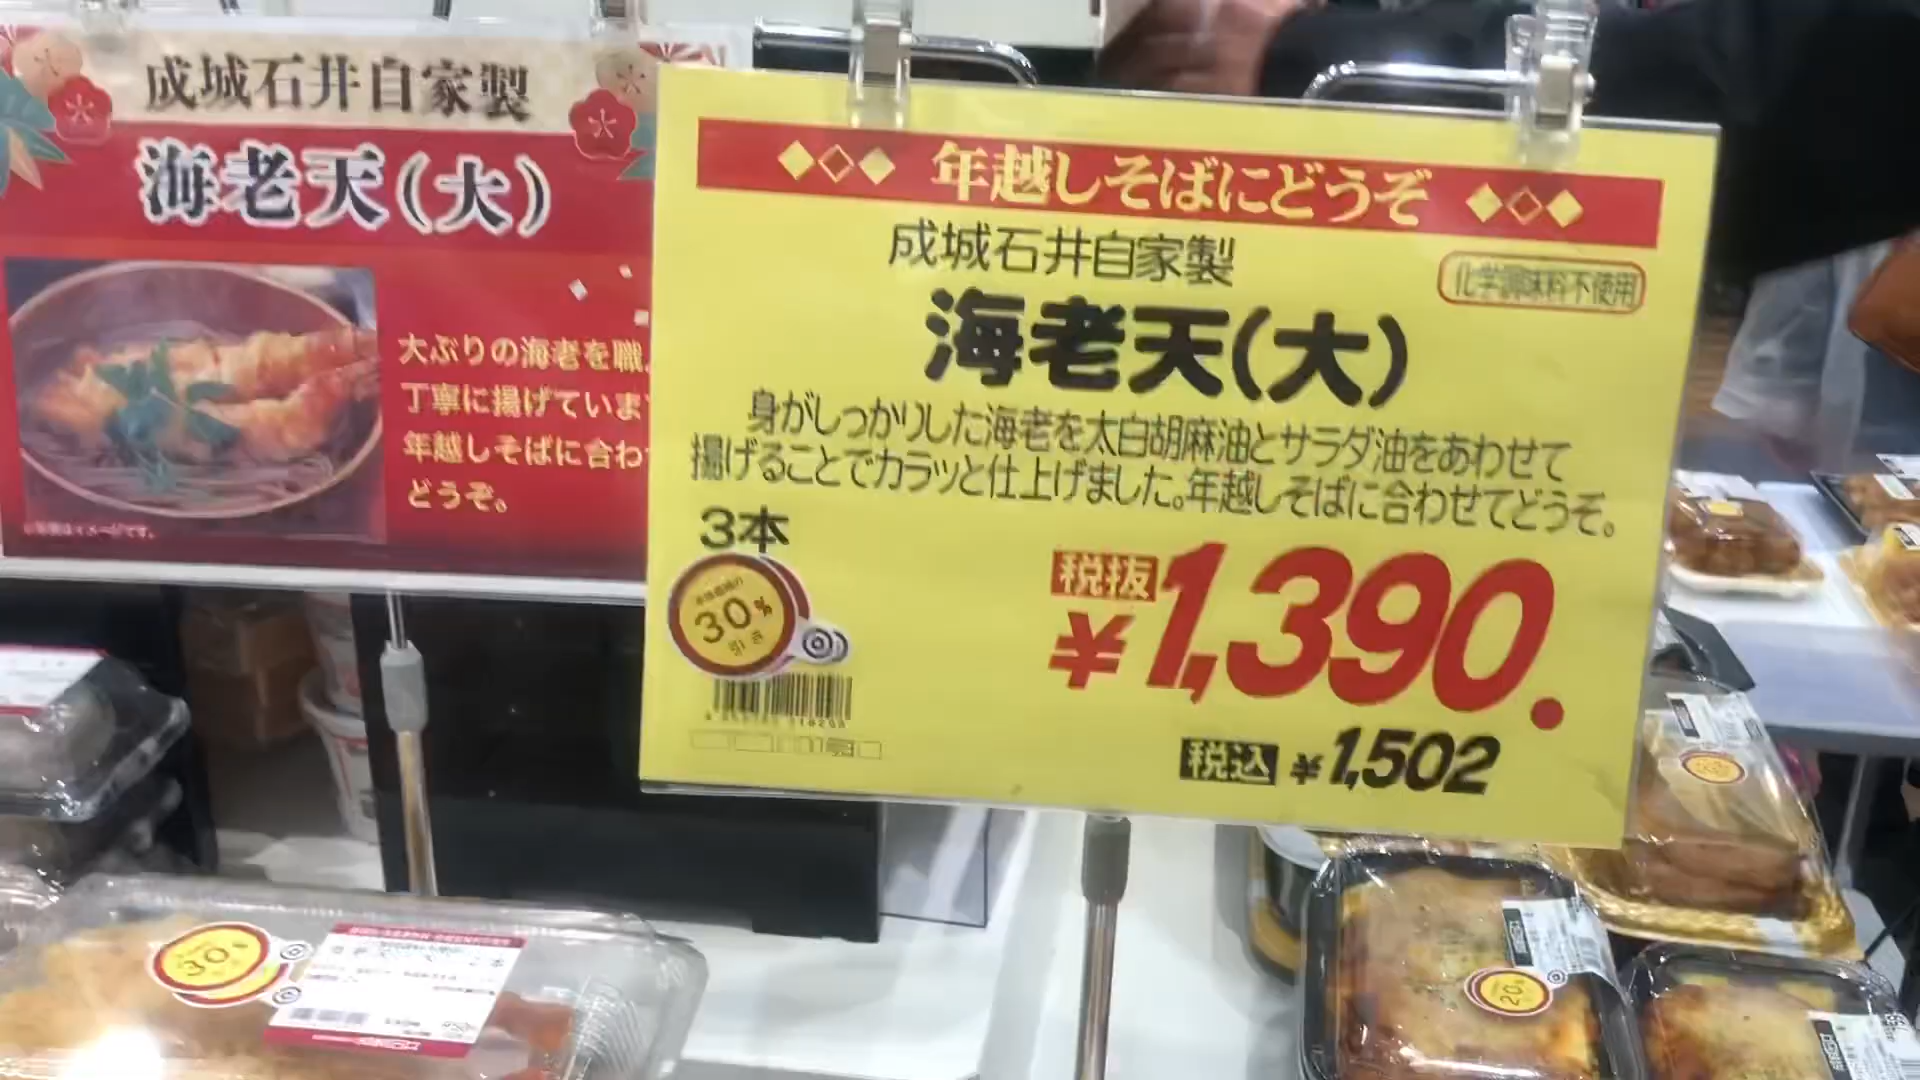 成城石井自家製
海老天(大)
大ぶりの海老を職
丁寧に揚げていま
年越しそばに合わ
どうぞ。
年越しそばにどうぞ
成城石井自家製
化学調味料不使用
海老天(大)
身がしっかりした海老を太白胡麻油とサラダ油をあわせて
揚げることでカラッと仕上げました。年越しそばに合わせてどうぞ。
3本
30%
税抜
¥1,390.
税込 ¥1,502
30
20%